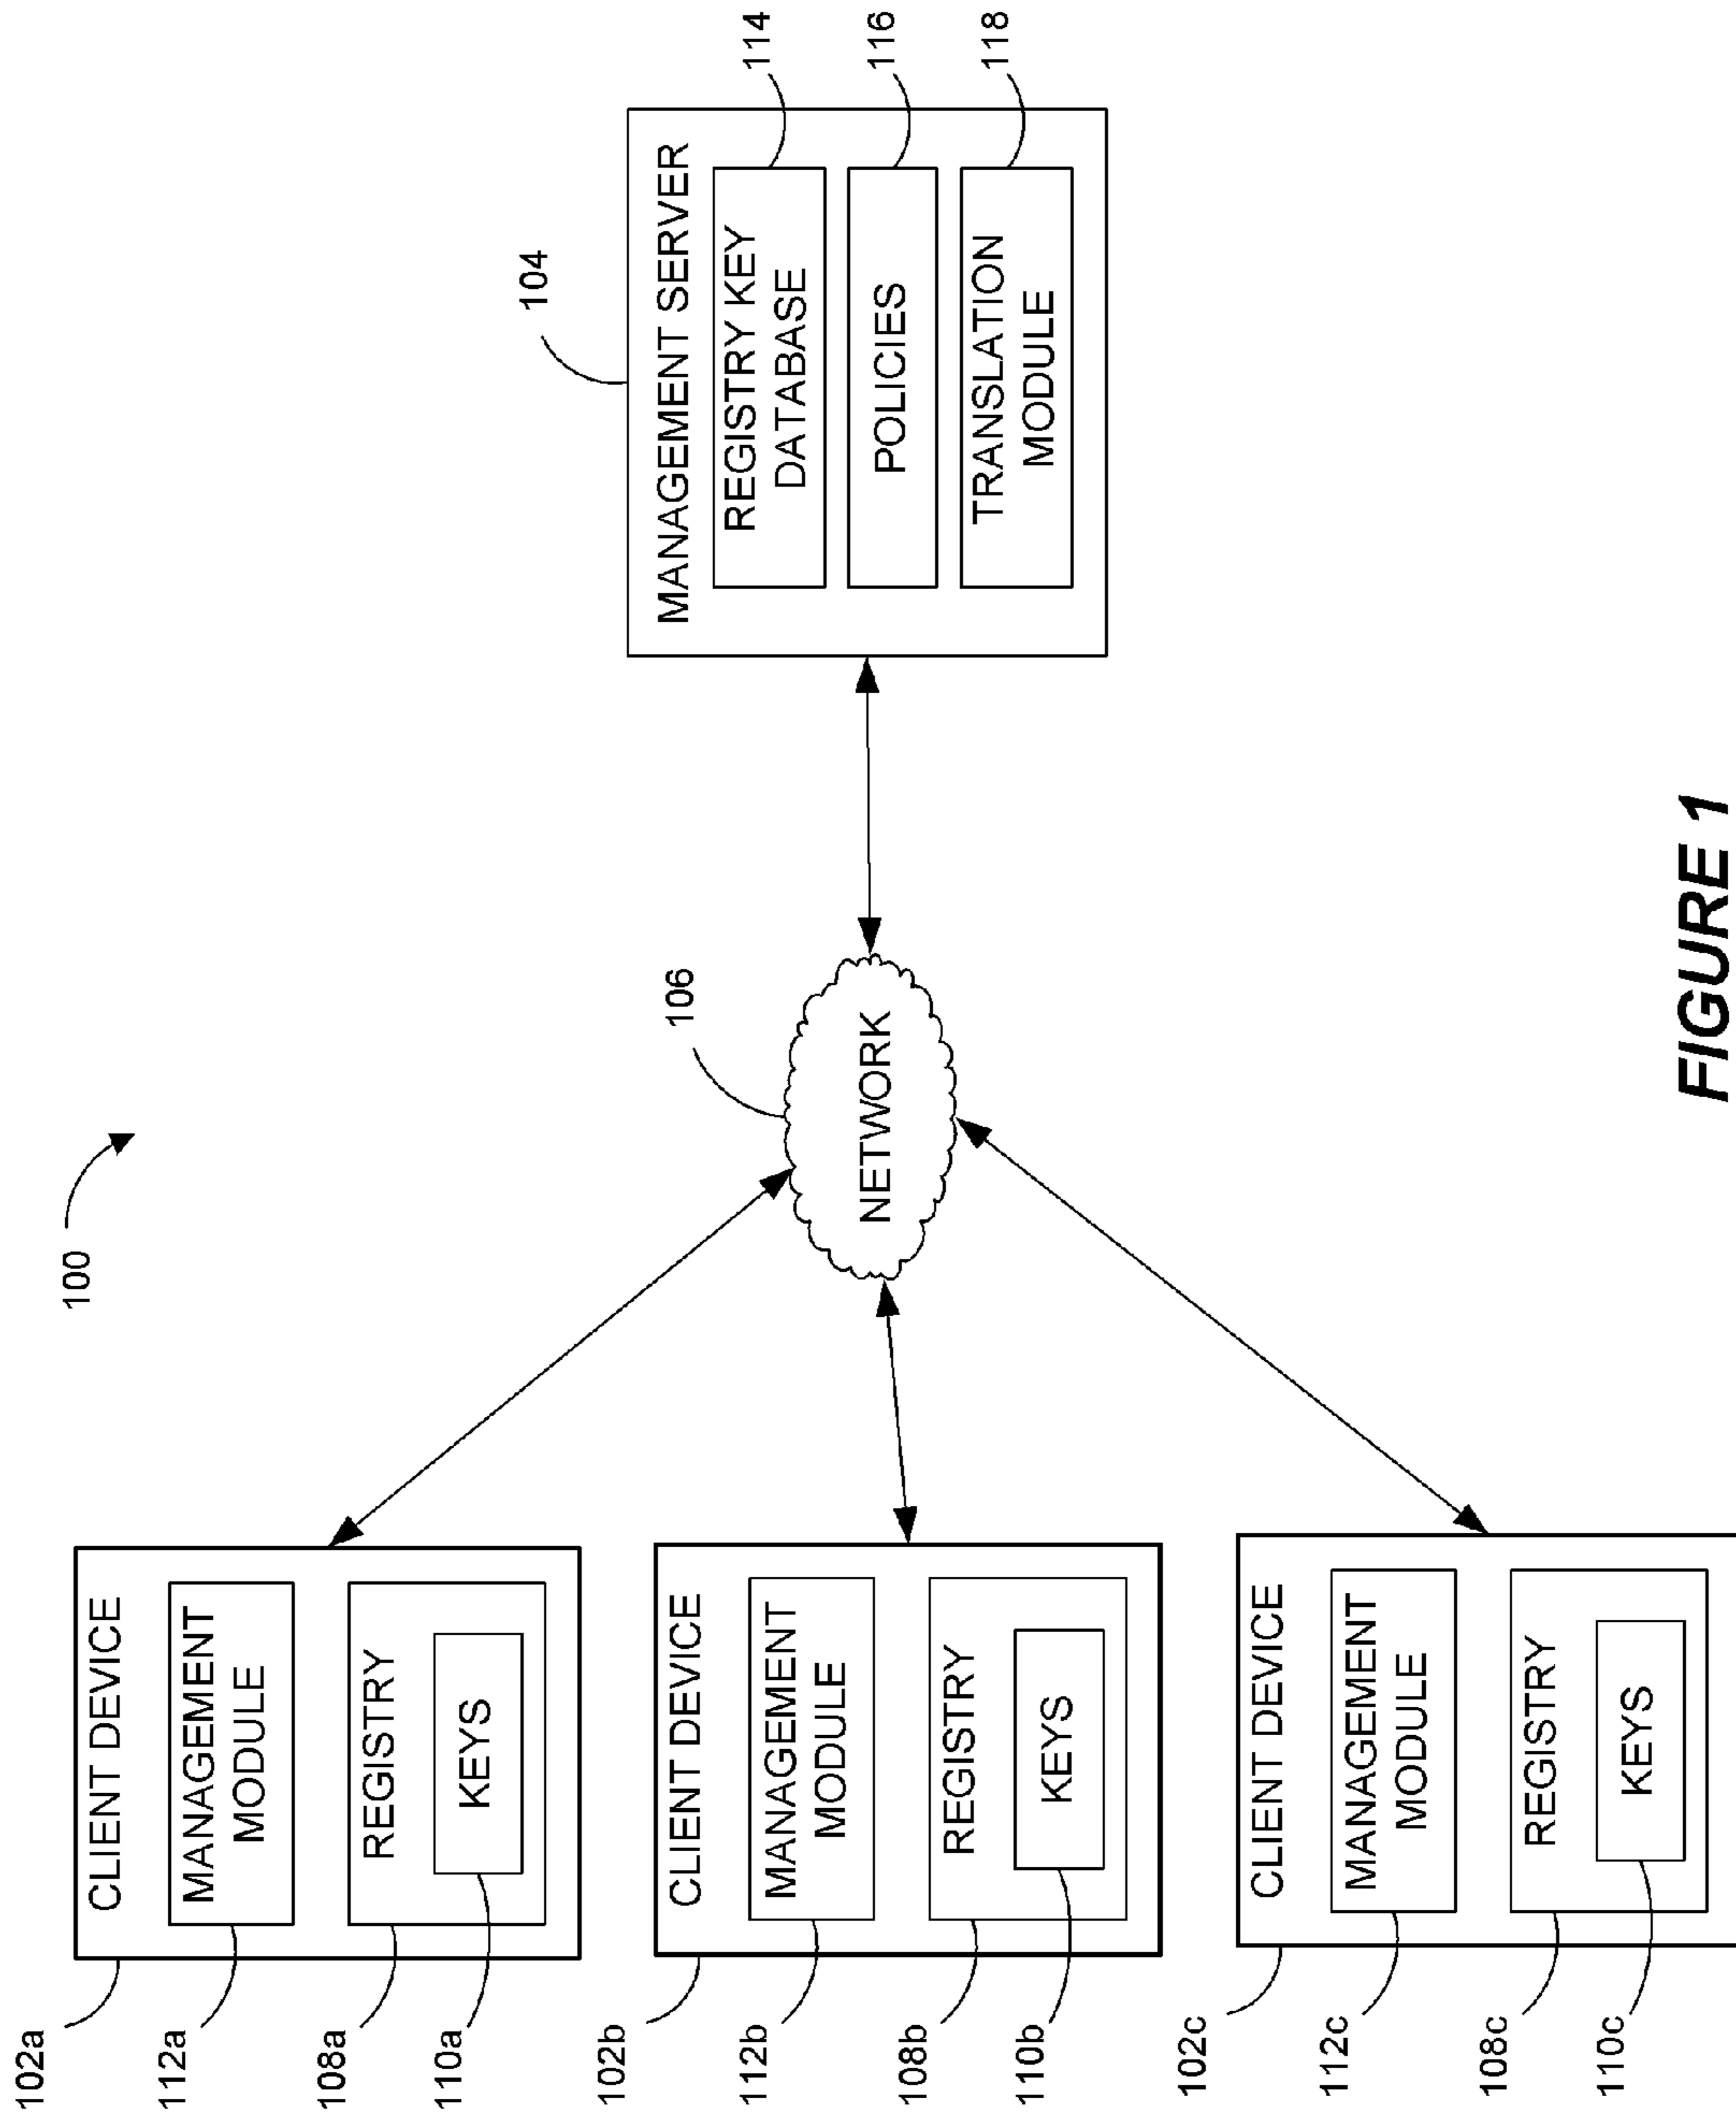 100
102a
CLIENT DEVICE
112a
MANAGEMENT
MODULE
108a
REGISTRY
110a
KEYS
102b
CLIENT DEVICE
112b
MANAGEMENT
MODULE
108b
REGISTRY
110b
KEYS
102c
CLIENT DEVICE
112c
MANAGEMENT
MODULE
108c
REGISTRY
110c
KEYS
106
NETWORK
104
MANAGEMENT SERVER
REGISTRY KEY
DATABASE
114
POLICIES
116
TRANSLATION
MODULE
118
FIGURE 1